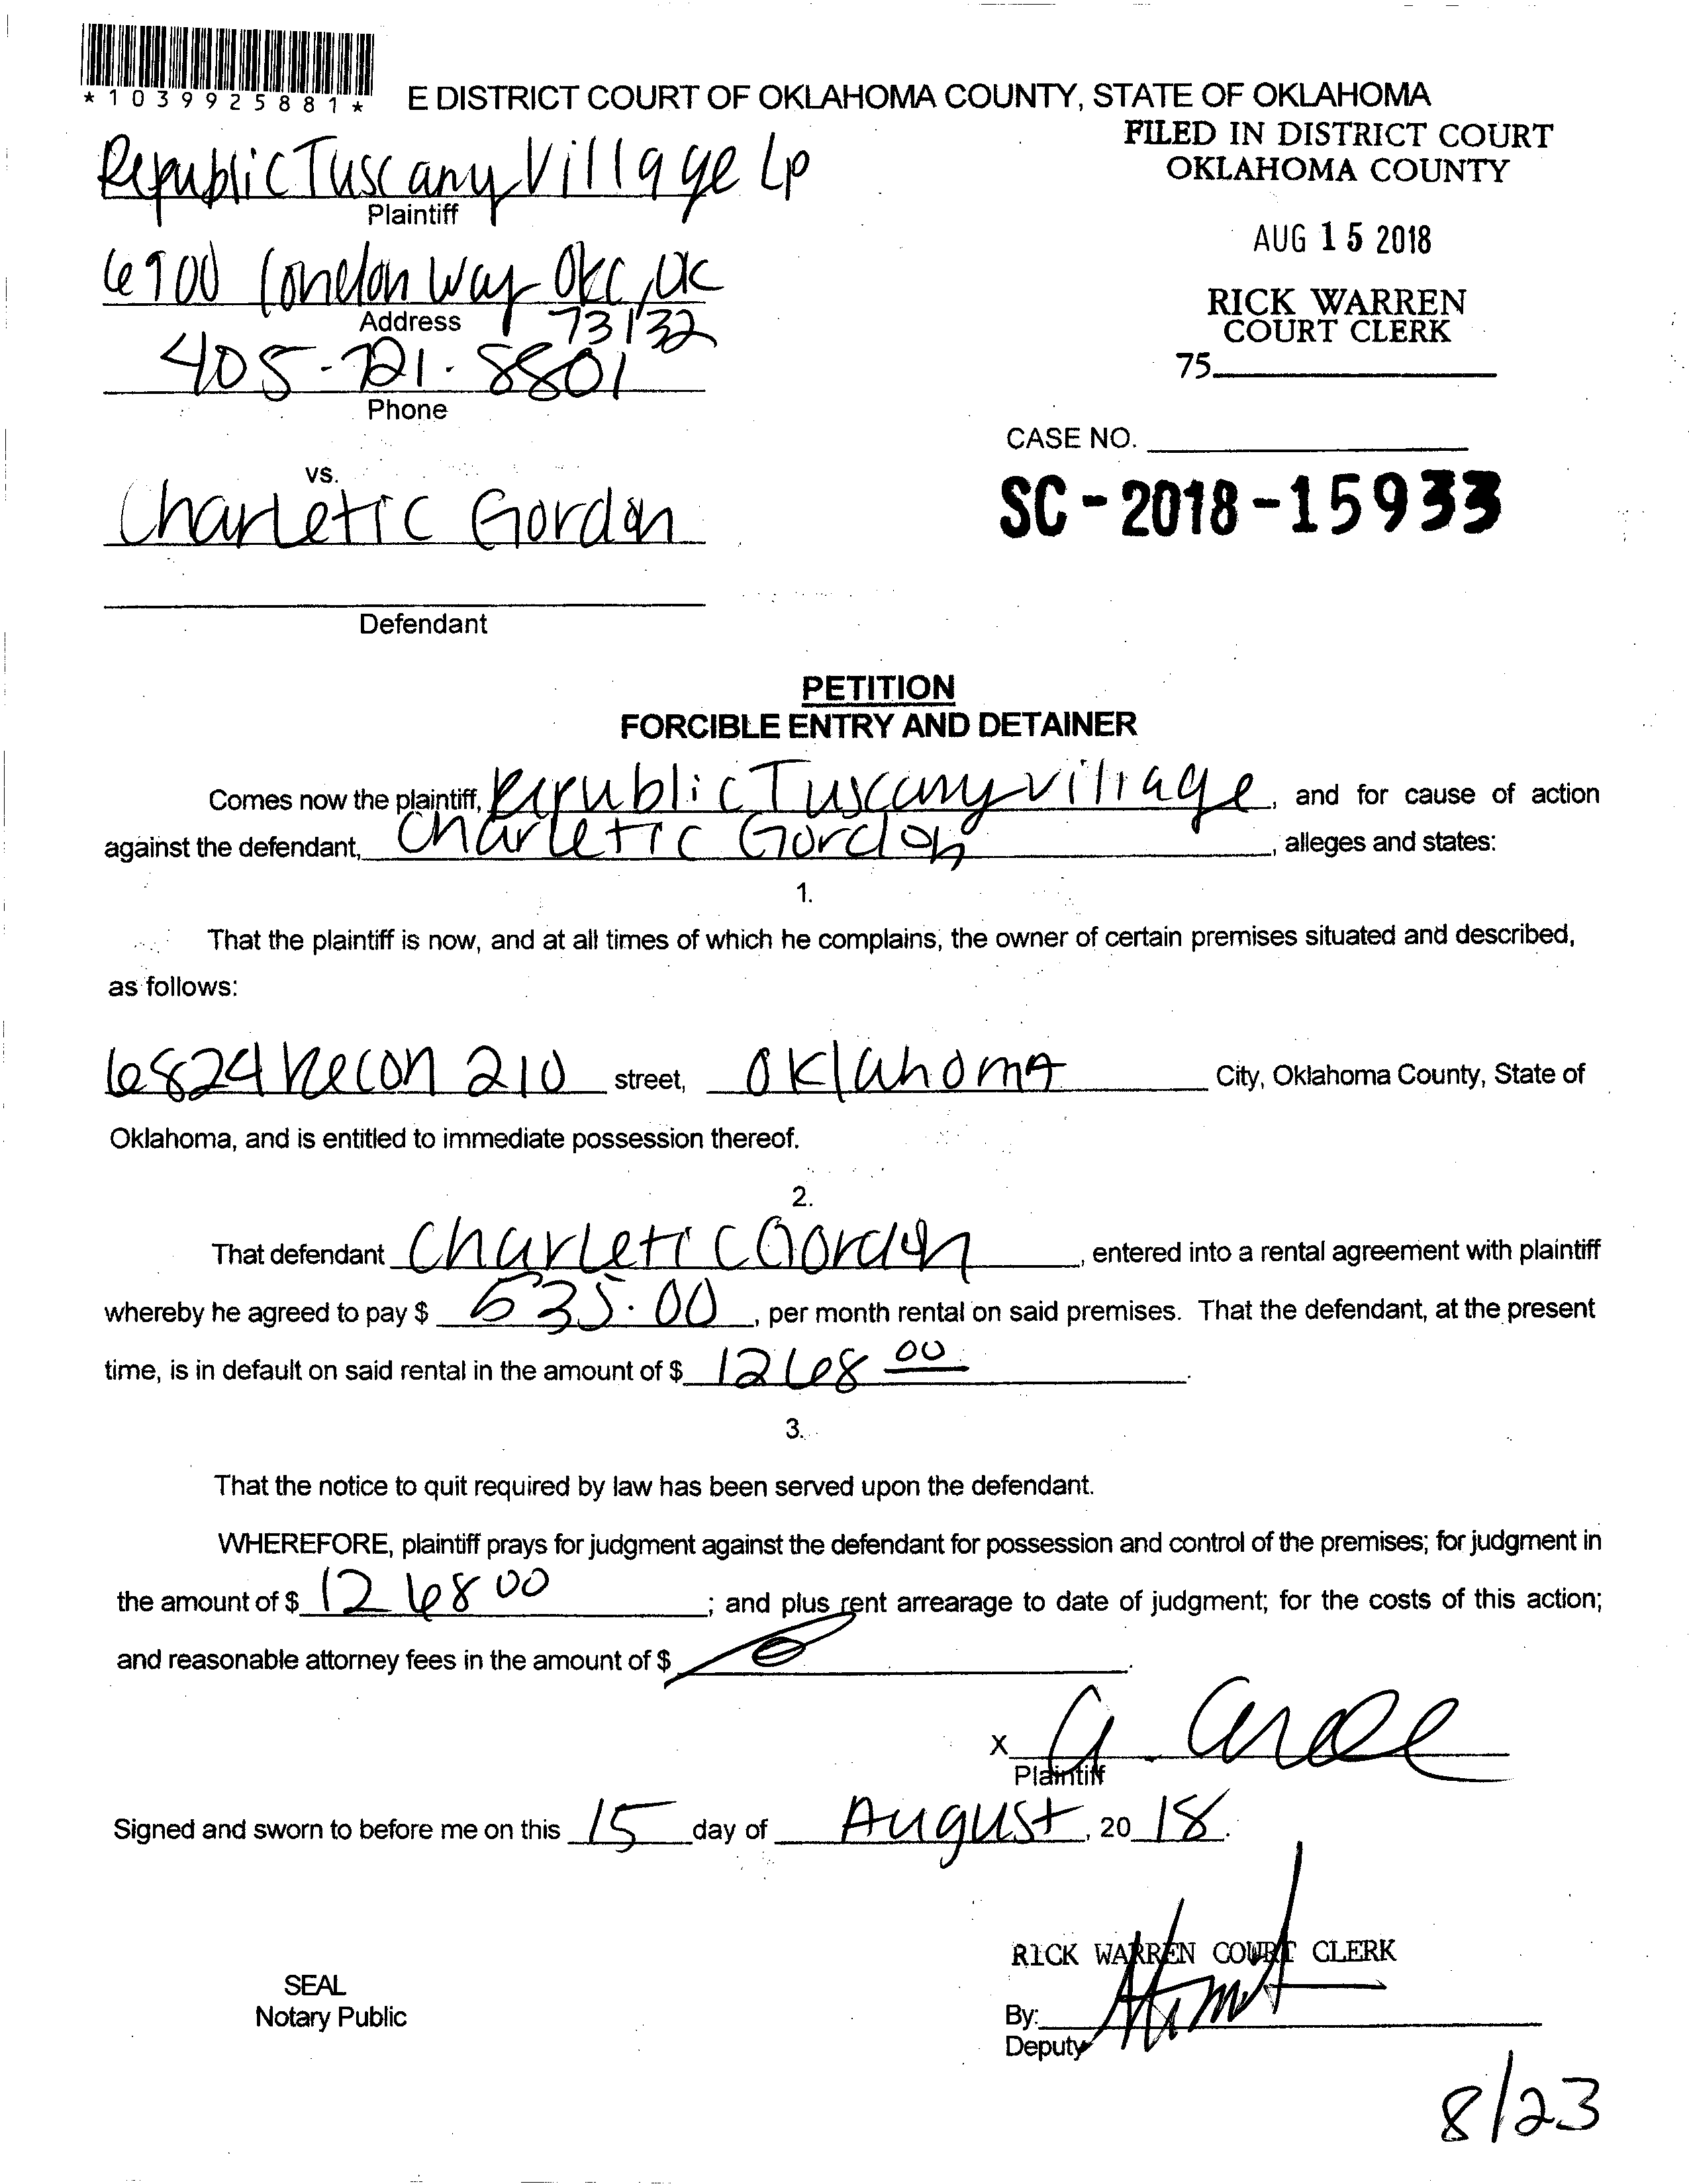 *1039925881*
E DISTRICT COURT OF OKLAHOMA COUNTY, STATE OF OKLAHOMA
FILED IN DISTRICT COURT
OKLAHOMA COUNTY
Republic Tuscany Village Lp
Plaintiff
AUG 15 2018
6900 London Way OKC, OK
Address
73132
RICK WARREN
COURT CLERK
405-721-8801
75
Phone
CASE NO.
vs.
SC-2018-15933
Charletric Gordon
Defendant
PETITION
FORCIBLE ENTRY AND DETAINER
Comes now the plaintiff, Republic Tuscany Village, and for cause of action
against the defendant, Gordon, alleges and states:
1.
That the plaintiff is now, and at all times of which he complains, the owner of certain premises situated and described,
as follows:
6824 210 street, Oklahoma City, Oklahoma County, State of
Oklahoma, and is entitled to immediate possession thereof.
2.
That defendant Gordon, entered into a rental agreement with plaintiff
whereby he agreed to pay $ 535.00, per month rental on said premises. That the defendant, at the present
time, is in default on said rental in the amount of $ 1268 00.
3.
That the notice to quit required by law has been served upon the defendant.
WHEREFORE, plaintiff prays for judgment against the defendant for possession and control of the premises; for judgment in
the amount of $ 1268 00; and plus rent arrearage to date of judgment; for the costs of this action;
and reasonable attorney fees in the amount of $
X
Plaintiff
Signed and sworn to before me on this 15 day of August, 20 18.
RICK WARREN COURT CLERK
SEAL
Notary Public
By:
Deputy
8/23